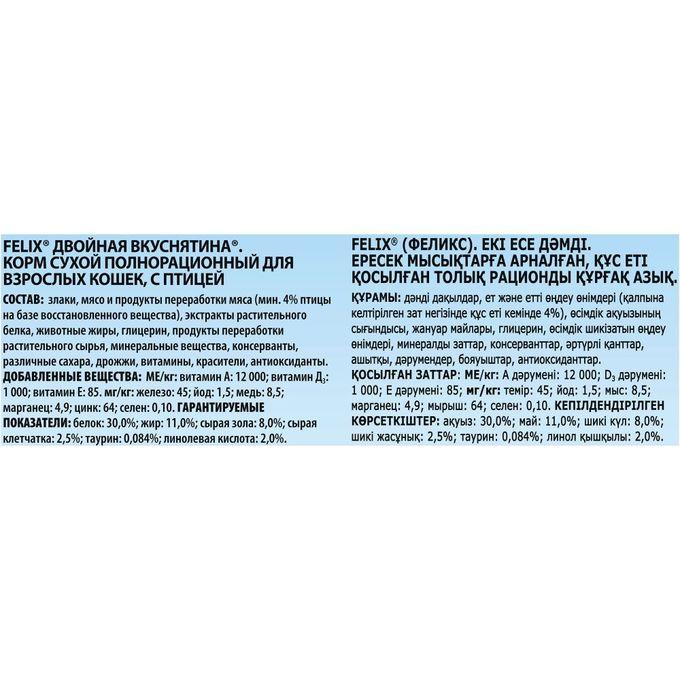 FELIX® ДВОЙНАЯ ВКУСНЯТИНА®.
КОРМ СУХОЙ ПОЛНОРАЦИОННЫЙ ДЛЯ
ВЗРОСЛЫХ КОШЕК, С ПТИЦЕЙ
СОСТАВ: злаки, мясо и продукты переработки мяса (мин. 4% птицы
на базе восстановленного вещества), экстракты растительного
белка, животные жиры, глицерин, продукты переработки
растительного сырья, минеральные вещества, консерванты,
различные сахара, дрожжи, витамины, красители, антиоксиданты.
ДОБАВЛЕННЫЕ ВЕЩЕСТВА: МЕ/кг: витамин А: 12 000; витамин Д₃:
1 000; витамин Е: 85. мг/кг: железо: 45; йод: 1,5; медь: 8,5;
марганец: 4,9; цинк: 64; селен: 0,10. ГАРАНТИРУЕМЫЕ
ПОКАЗАТЕЛИ: белок: 30,0%; жир: 11,0%; сырая зола: 8,0%; сырая
клетчатка: 2,5%; таурин: 0,084%; линолевая кислота: 2,0%.
FELIX® (ФЕЛИКС). ЕКІ ЕСЕ ДӘМДІ.
ЕРЕСЕК МЫСЫҚТАРҒА АРНАЛҒАН, ҚҰС ЕТІ
ҚОСЫЛҒАН ТОЛЫҚ РАЦИОНДЫ ҚҰРҒАҚ АЗЫҚ.
ҚҰРАМЫ: дәнді дақылдар, ет және етті өңдеу өнімдері (қалпына
келтірілген зат негізінде құс еті кемінде 4%), өсімдік ақуызының
сығындысы, жануар майлары, глицерин, өсімдік шикізатын өңдеу
өнімдері, минералды заттар, консерванттар, әртүрлі қанттар,
ашытқы, дәрумендер, бояуыштар, антиоксиданттар.
ҚОСЫЛҒАН ЗАТТАР: МЕ/кг: А дәрумені: 12 000; D₃ дәрумені:
1 000; Е дәрумені: 85; мг/кг: темір: 45; йод: 1,5; мыс: 8,5;
марганец: 4,9; мырыш: 64; селен: 0,10. КЕПІЛДЕНДІРІЛГЕН
КӨРСЕТКІШТЕР: ақуыз: 30,0%; май: 11,0%; шикі күл: 8,0%;
шикі жасұнық: 2,5%; таурин: 0,084%; линол қышқылы: 2,0%.